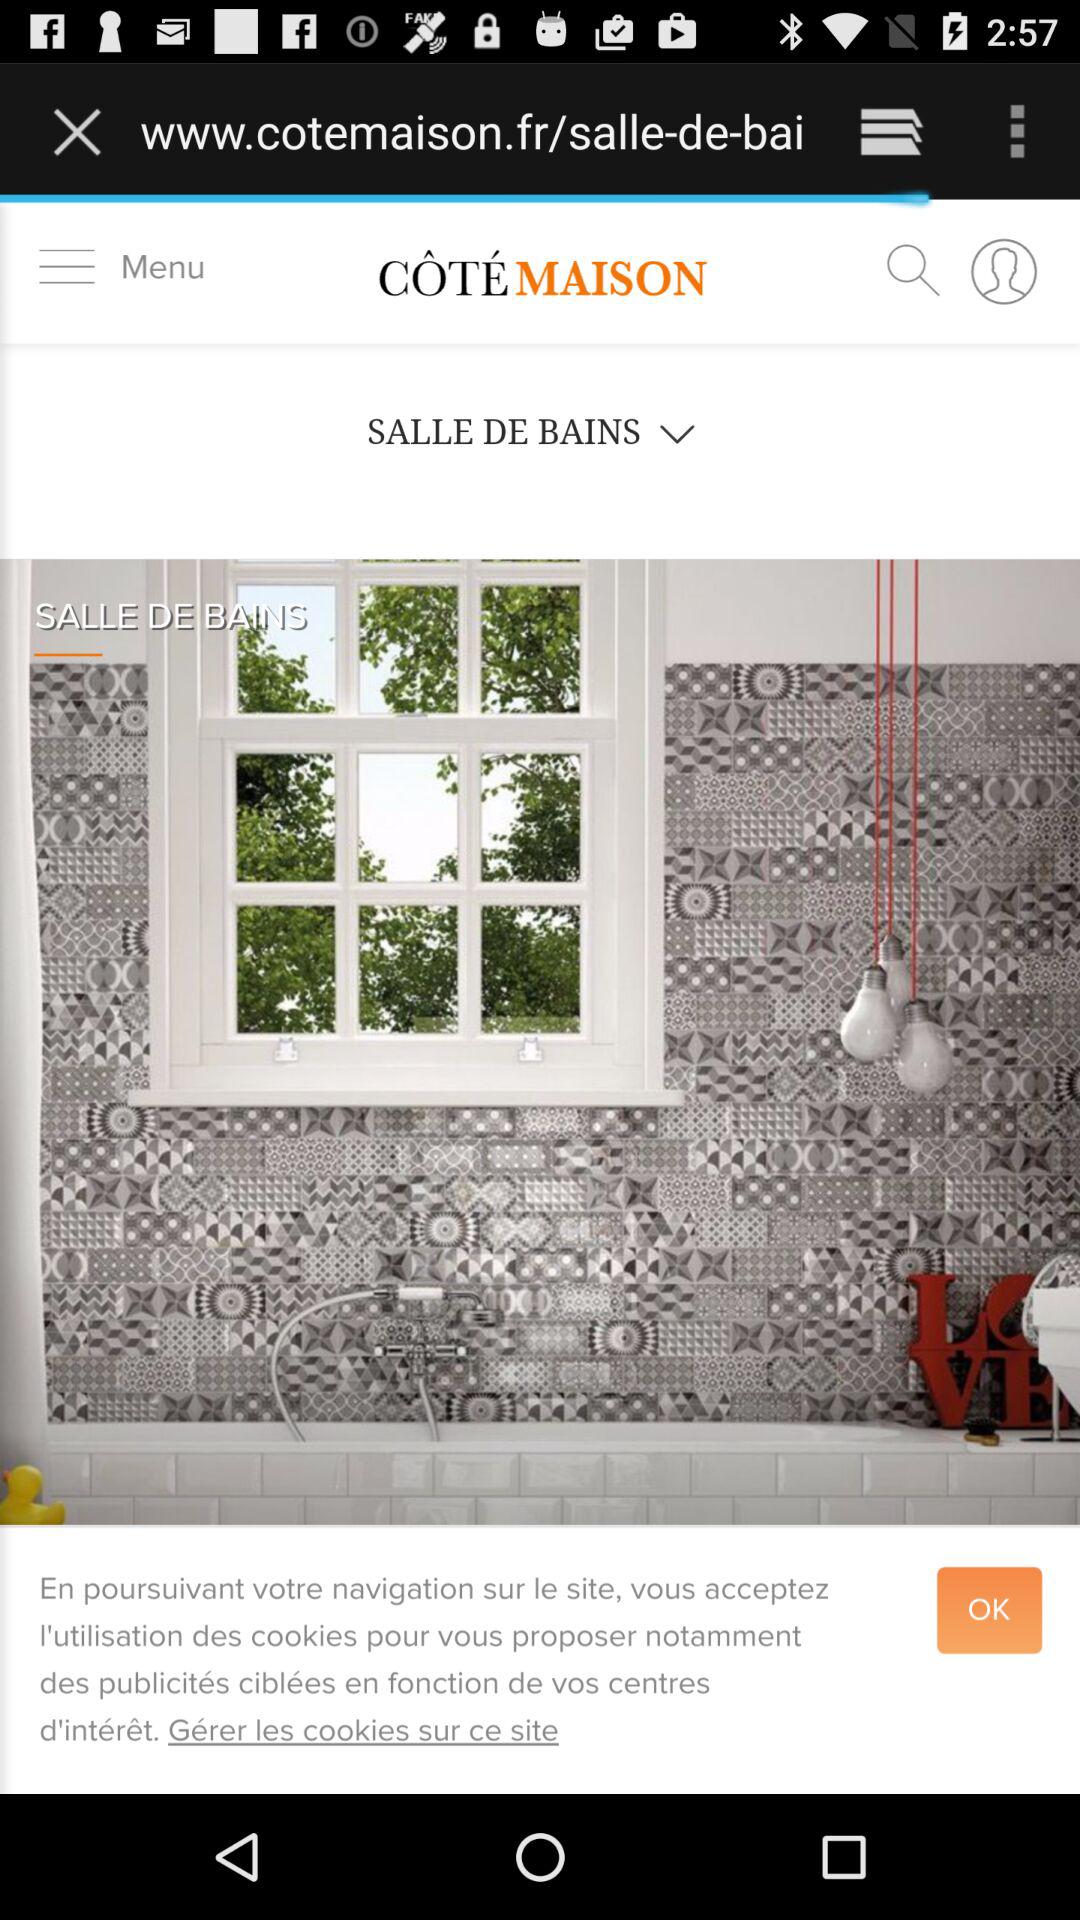 FAKE
2:57
www.cotemaison.fr/salle-de-bai
Menu
CÔTÉ MAISON
SALLE DE BAINS
SALLE DE BAINS
LO
VE
En poursuivant votre navigation sur le site, vous acceptez
l'utilisation des cookies pour vous proposer notamment
des publicités ciblées en fonction de vos centres
d'intérêt. Gérer les cookies sur ce site
OK